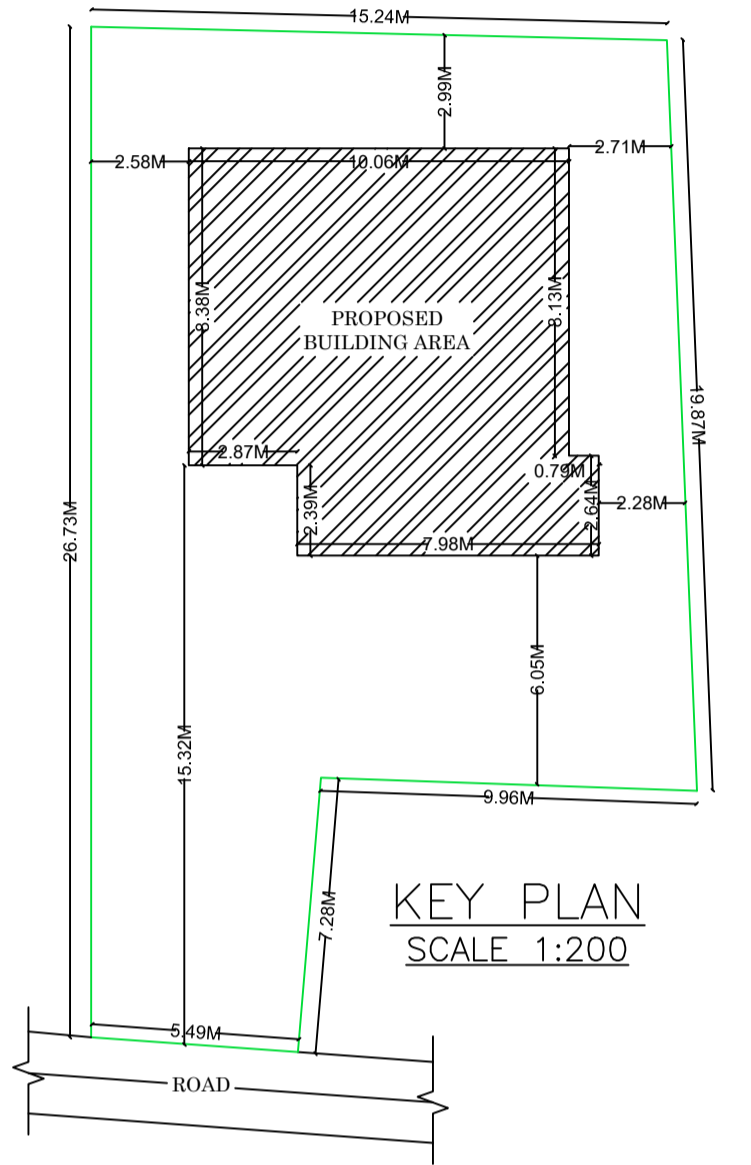 15.24M
2.99M
2.58M
10.06M
2.71M
8.38M
8.13M
PROPOSED
BUILDING AREA
19.87M
2.87M
0.79M
2.39M
2.64M
2.28M
26.73M
7.98M
6.05M
15.32M
9.96M
7.28M
KEY PLAN
SCALE 1:200
5.49M
ROAD